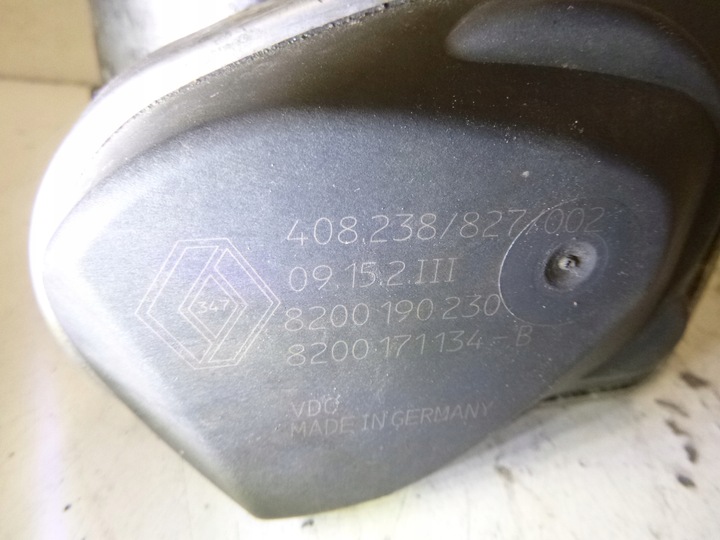 408.238/827/002
09.15.2.III
347
8200 190 230
8200 171 134-B
VDO
MADE IN GERMANY